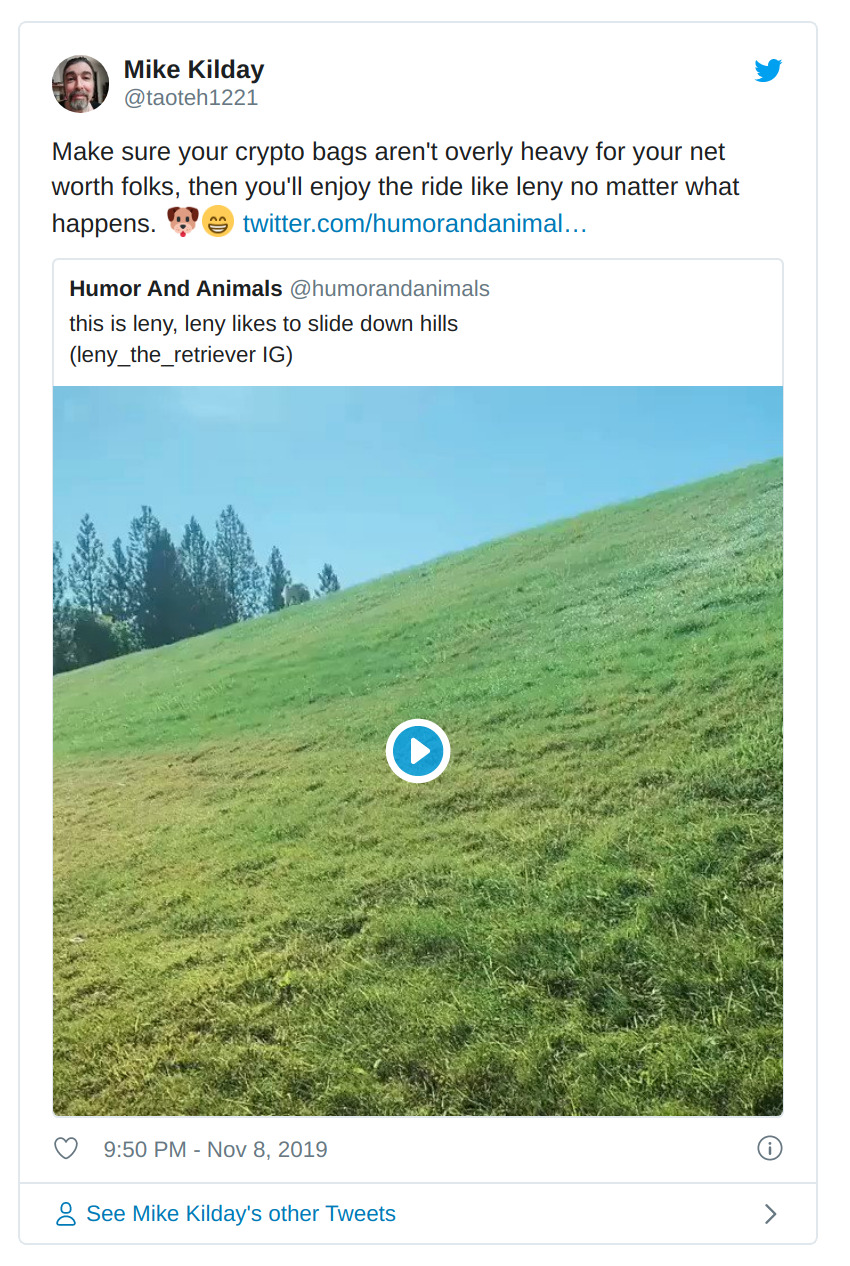 Mike Kilday
@taoteh1221
Make sure your crypto bags aren't overly heavy for your net
worth folks, then you'll enjoy the ride like leny no matter what
happens. 🐶😁 twitter.com/humorandanimal…
Humor And Animals @humorandanimals
this is leny, leny likes to slide down hills
(leny_the_retriever IG)
9:50 PM - Nov 8, 2019
See Mike Kilday's other Tweets